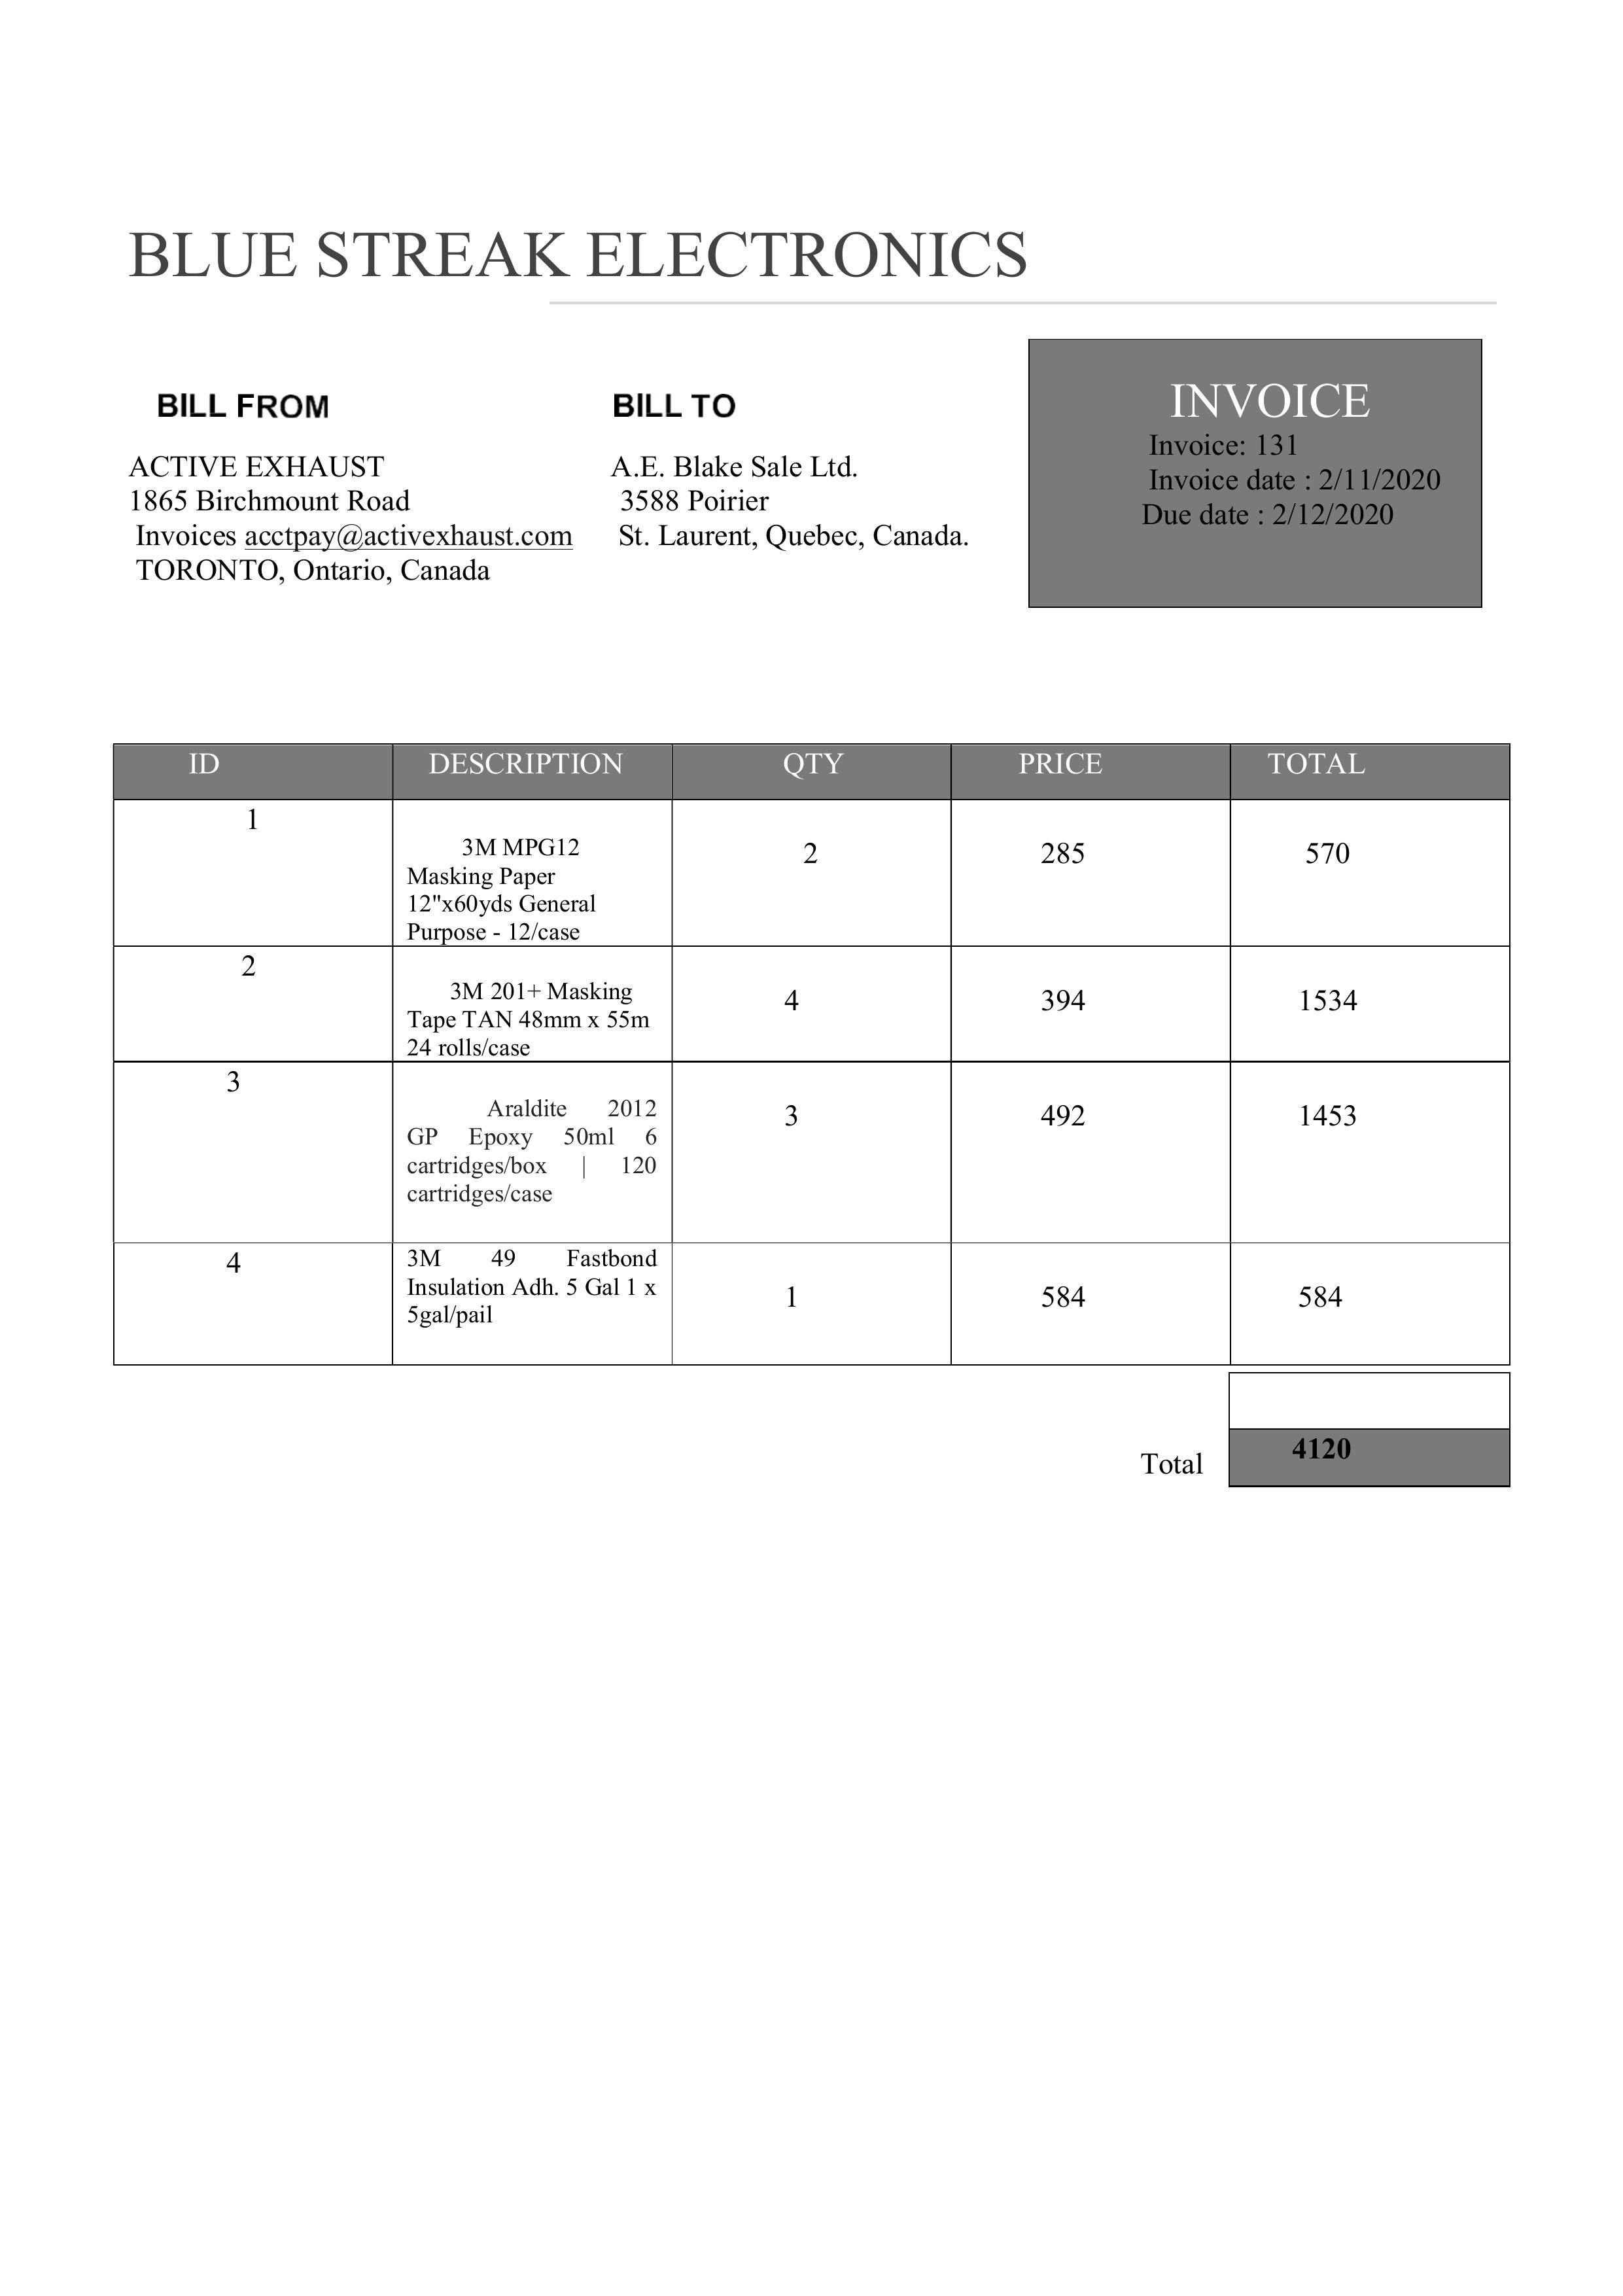 BLUE STREAK ELECTRONICS
BILL FROM
ACTIVE EXHAUST
1865 Birchmount Road
Invoices acctpay@activexhaust.com
TORONTO, Ontario, Canada
BILL TO
A.E. Blake Sale Ltd.
3588 Poirier
St. Laurent, Quebec, Canada.
INVOICE
Invoice: 131
Invoice date : 2/11/2020
Due date : 2/12/2020
ID DESCRIPTION QTY PRICE TOTAL
1
3M MPG12
Masking Paper
12"x60yds General
Purpose - 12/case
2 285 570
2
3M 201+ Masking
Tape TAN 48mm x 55m
24 rolls/case
4 394 1534
3
Araldite 2012
GP Epoxy 50ml 6
cartridges/box | 120
cartridges/case
3 492 1453
4
3M 49 Fastbond
Insulation Adh. 5 Gal 1 x
5gal/pail
1 584 584
Total 4120